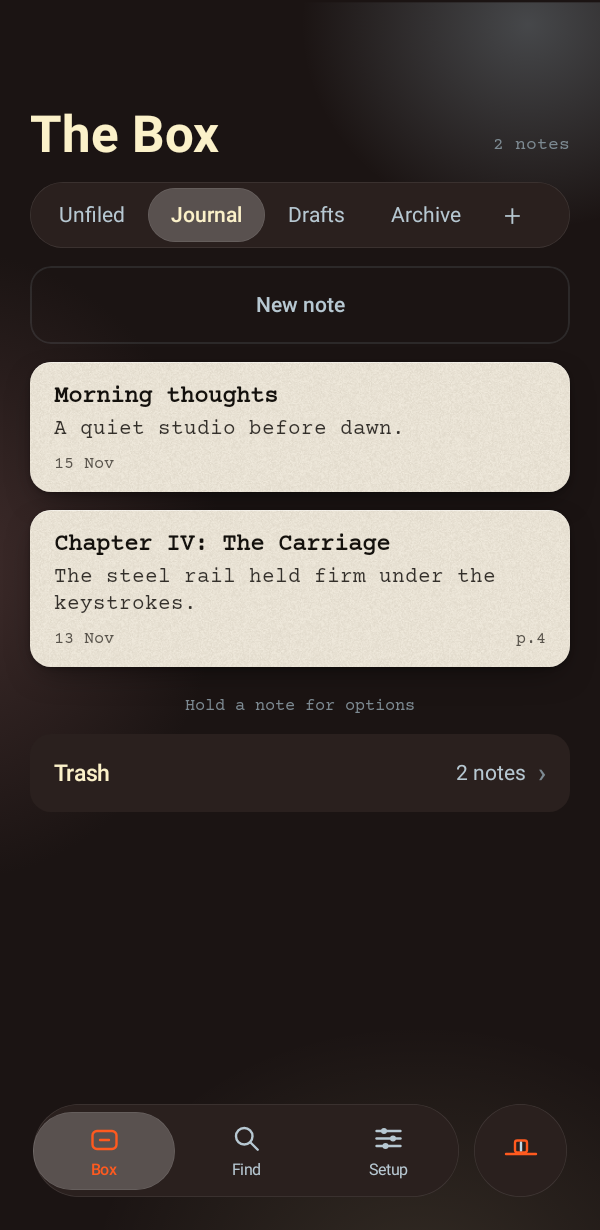 The Box
2 notes
Unfiled Journal Drafts Archive +
New note
Morning thoughts
A quiet studio before dawn.
15 Nov
Chapter IV: The Carriage
The steel rail held firm under the
keystrokes.
13 Nov p.4
Hold a note for options
Trash 2 notes ›
Box Find Setup